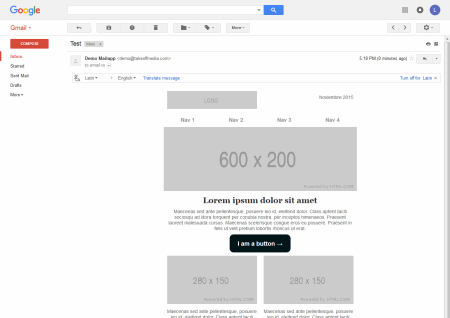 Google
L
Gmail
More
COMPOSE
Inbox
Starred
Sent Mail
Drafts
More
Test
Inbox x
Demo Mailapp <demo@takeoffmedia.com>
to email
5:18 PM (0 minutes ago)
Latin > English Translate message
Turn off for: Latin x
LOGO
Noviembre 2015
Nav 1 Nav 2 Nav 3 Nav 4
600 x 200
Powered by HTML.COM
Lorem ipsum dolor sit amet
Maecenas sed ante pellentesque, posuere leo id, eleifend dolor. Class aptent taciti
sociosqu ad litora torquent per conubia nostra, per inceptos himenaeos. Praesent
laoreet malesuada cursus. Maecenas scelerisque congue eros eu posuere. Praesent in
felis ut velit pretium lobortis rhoncus ut erat.
I am a button →
280 x 150
Powered by HTML.COM
280 x 150
Powered by HTML.COM
Maecenas sed ante pellentesque, posuere
leo id, eleifend dolor. Class aptent taciti
Maecenas sed ante pellentesque, posuere
leo id, eleifend dolor. Class aptent taciti